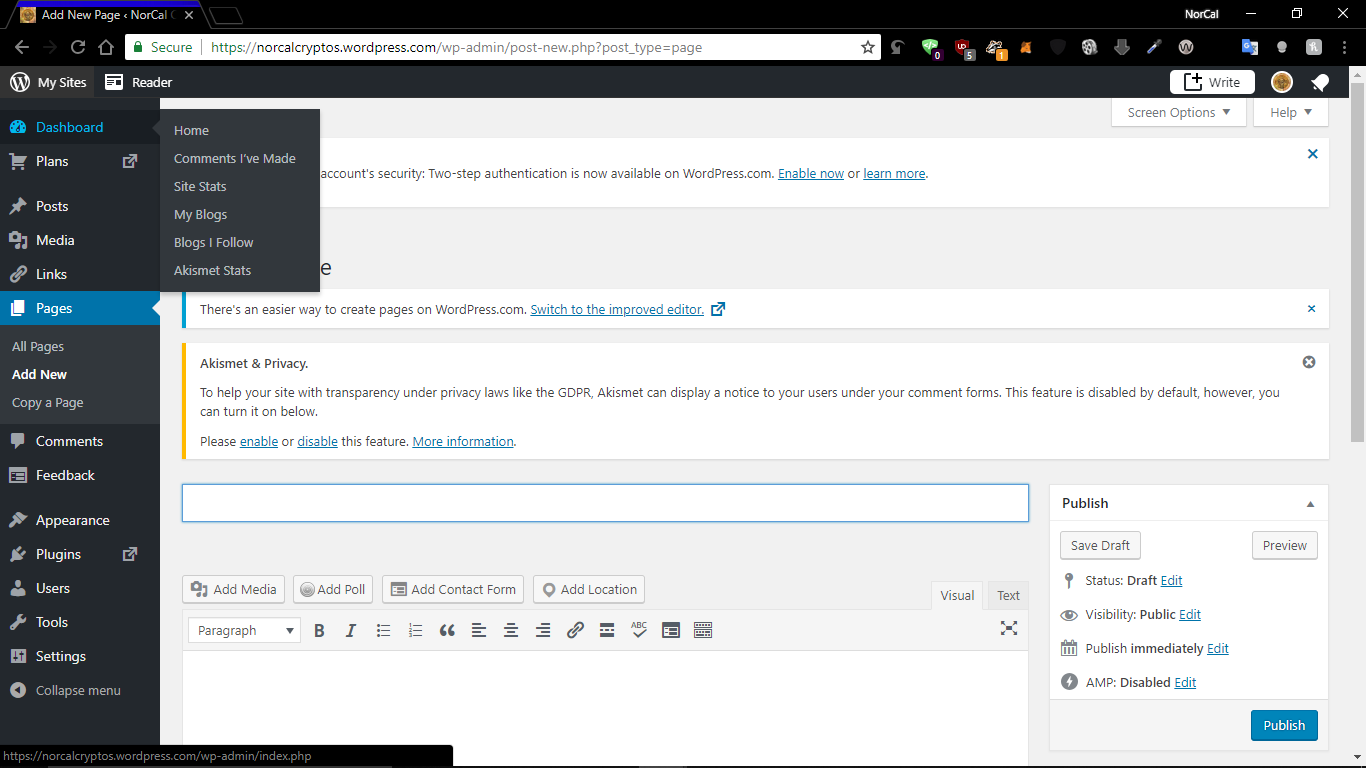 Add New Page ‹ NorCal C
NorCal
Secure
https://norcalcryptos.wordpress.com/wp-admin/post-new.php?post_type=page
0
5
1
My Sites
Reader
Write
Dashboard
Plans
Posts
Media
Links
Pages
All Pages
Add New
Copy a Page
Comments
Feedback
Appearance
Plugins
Users
Tools
Settings
Collapse menu
Home
Comments I've Made
Site Stats
My Blogs
Blogs I Follow
Akismet Stats
Screen Options
Help
account's security: Two-step authentication is now available on WordPress.com. Enable now or learn more.
e
There's an easier way to create pages on WordPress.com. Switch to the improved editor.
Akismet & Privacy.
To help your site with transparency under privacy laws like the GDPR, Akismet can display a notice to your users under your comment forms. This feature is disabled by default, however, you
can turn it on below.
Please enable or disable this feature. More information.
Add Media
Add Poll
Add Contact Form
Add Location
Visual
Text
Paragraph
B
I
ABC
Publish
Save Draft
Preview
Status: Draft Edit
Visibility: Public Edit
Publish immediately Edit
AMP: Disabled Edit
Publish
https://norcalcryptos.wordpress.com/wp-admin/index.php